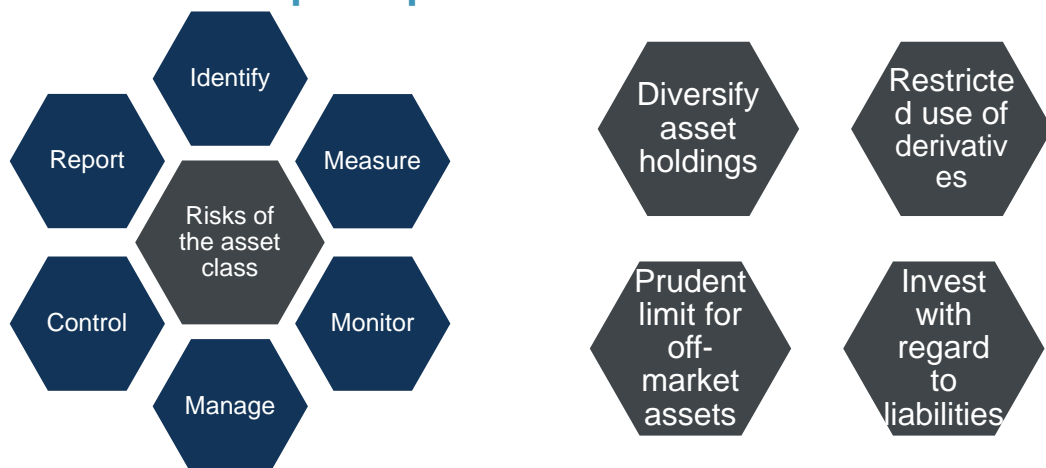 Identify
Report
Measure
Risks of
the asset
class
Control
Monitor
Manage
Diversify
asset
holdings
Restricte
d use of
derivativ
es
Prudent
limit for
off-
market
assets
Invest
with
regard
to
liabilities